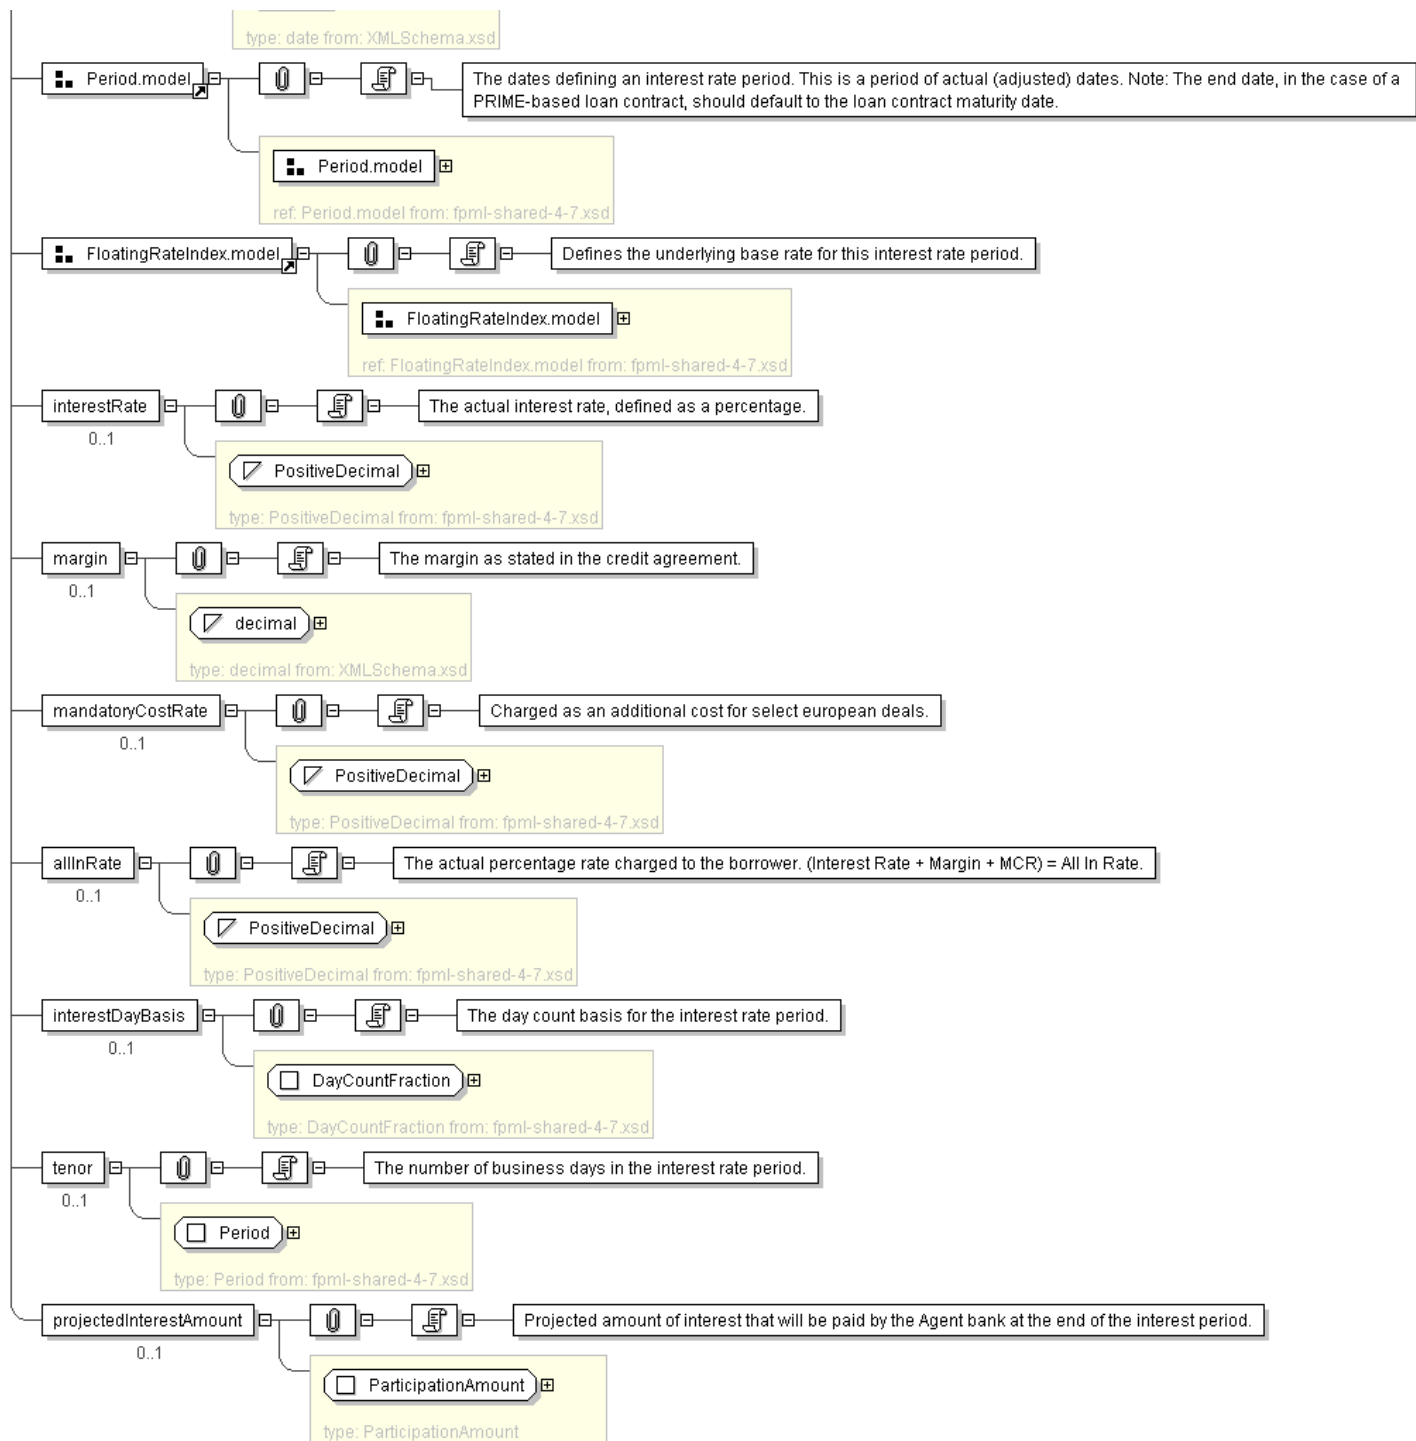 type: date from: XMLSchema.xsd
Period.model
The dates defining an interest rate period. This is a period of actual (adjusted) dates. Note: The end date, in the case of a
PRIME-based loan contract, should default to the loan contract maturity date.
Period.model
ref: Period.model from: fpml-shared-4-7.xsd
FloatingRateIndex.model
Defines the underlying base rate for this interest rate period.
FloatingRateIndex.model
ref: FloatingRateIndex.model from: fpml-shared-4-7.xsd
interestRate
The actual interest rate, defined as a percentage.
0..1
PositiveDecimal
type: PositiveDecimal from: fpml-shared-4-7.xsd
margin
The margin as stated in the credit agreement.
0..1
decimal
type: decimal from: XMLSchema.xsd
mandatoryCostRate
Charged as an additional cost for select european deals.
0..1
PositiveDecimal
type: PositiveDecimal from: fpml-shared-4-7.xsd
allInRate
The actual percentage rate charged to the borrower. (Interest Rate + Margin + MCR) = All In Rate.
0..1
PositiveDecimal
type: PositiveDecimal from: fpml-shared-4-7.xsd
interestDayBasis
The day count basis for the interest rate period.
0..1
DayCountFraction
type: DayCountFraction from: fpml-shared-4-7.xsd
tenor
The number of business days in the interest rate period.
0..1
Period
type: Period from: fpml-shared-4-7.xsd
projectedInterestAmount
Projected amount of interest that will be paid by the Agent bank at the end of the interest period.
0..1
ParticipationAmount
type: ParticipationAmount